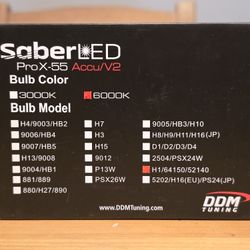 SaberLED
ProX-55 Accu/V2
Bulb Color
3000K 6000K
Bulb Model
H4/9003/HB2 H7 9005/HB3/H10
9006/HB4 H3 H8/H9/H11/H16(JP)
9007/HB5 H15 D1/D2/D3/D4
H13/9008 9012 2504/PSX24W
9004/HB1 P13W H1/64150/52140
881/889 PSX26W 5202/H16(EU)/PS24(JP)
880/H27/890
www.DDMTuning.com
DDM
TUNING